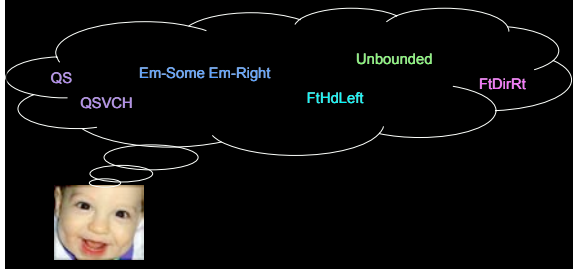 Unbounded
QS
Em-Some Em-Right
FtDirRt
QSVCH
FtHdLeft